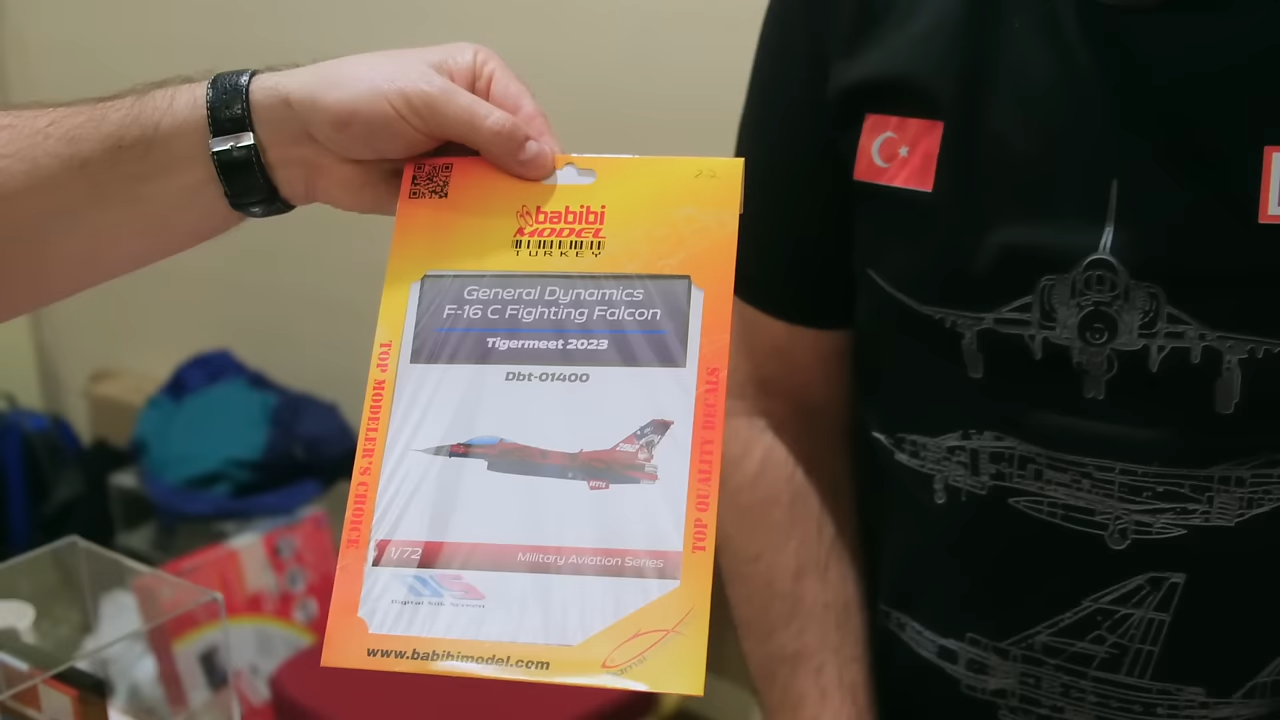 babibi
MODEL
TURKEY
General Dynamics
F-16 C Fighting Falcon
Tigermeet 2023
Dbt-01400
TOP MODELER'S CHOICE
TOP QUALITY DECALS
1/72
Military Aviation Series
DSS
Digital Silk System
www.babibimodel.com